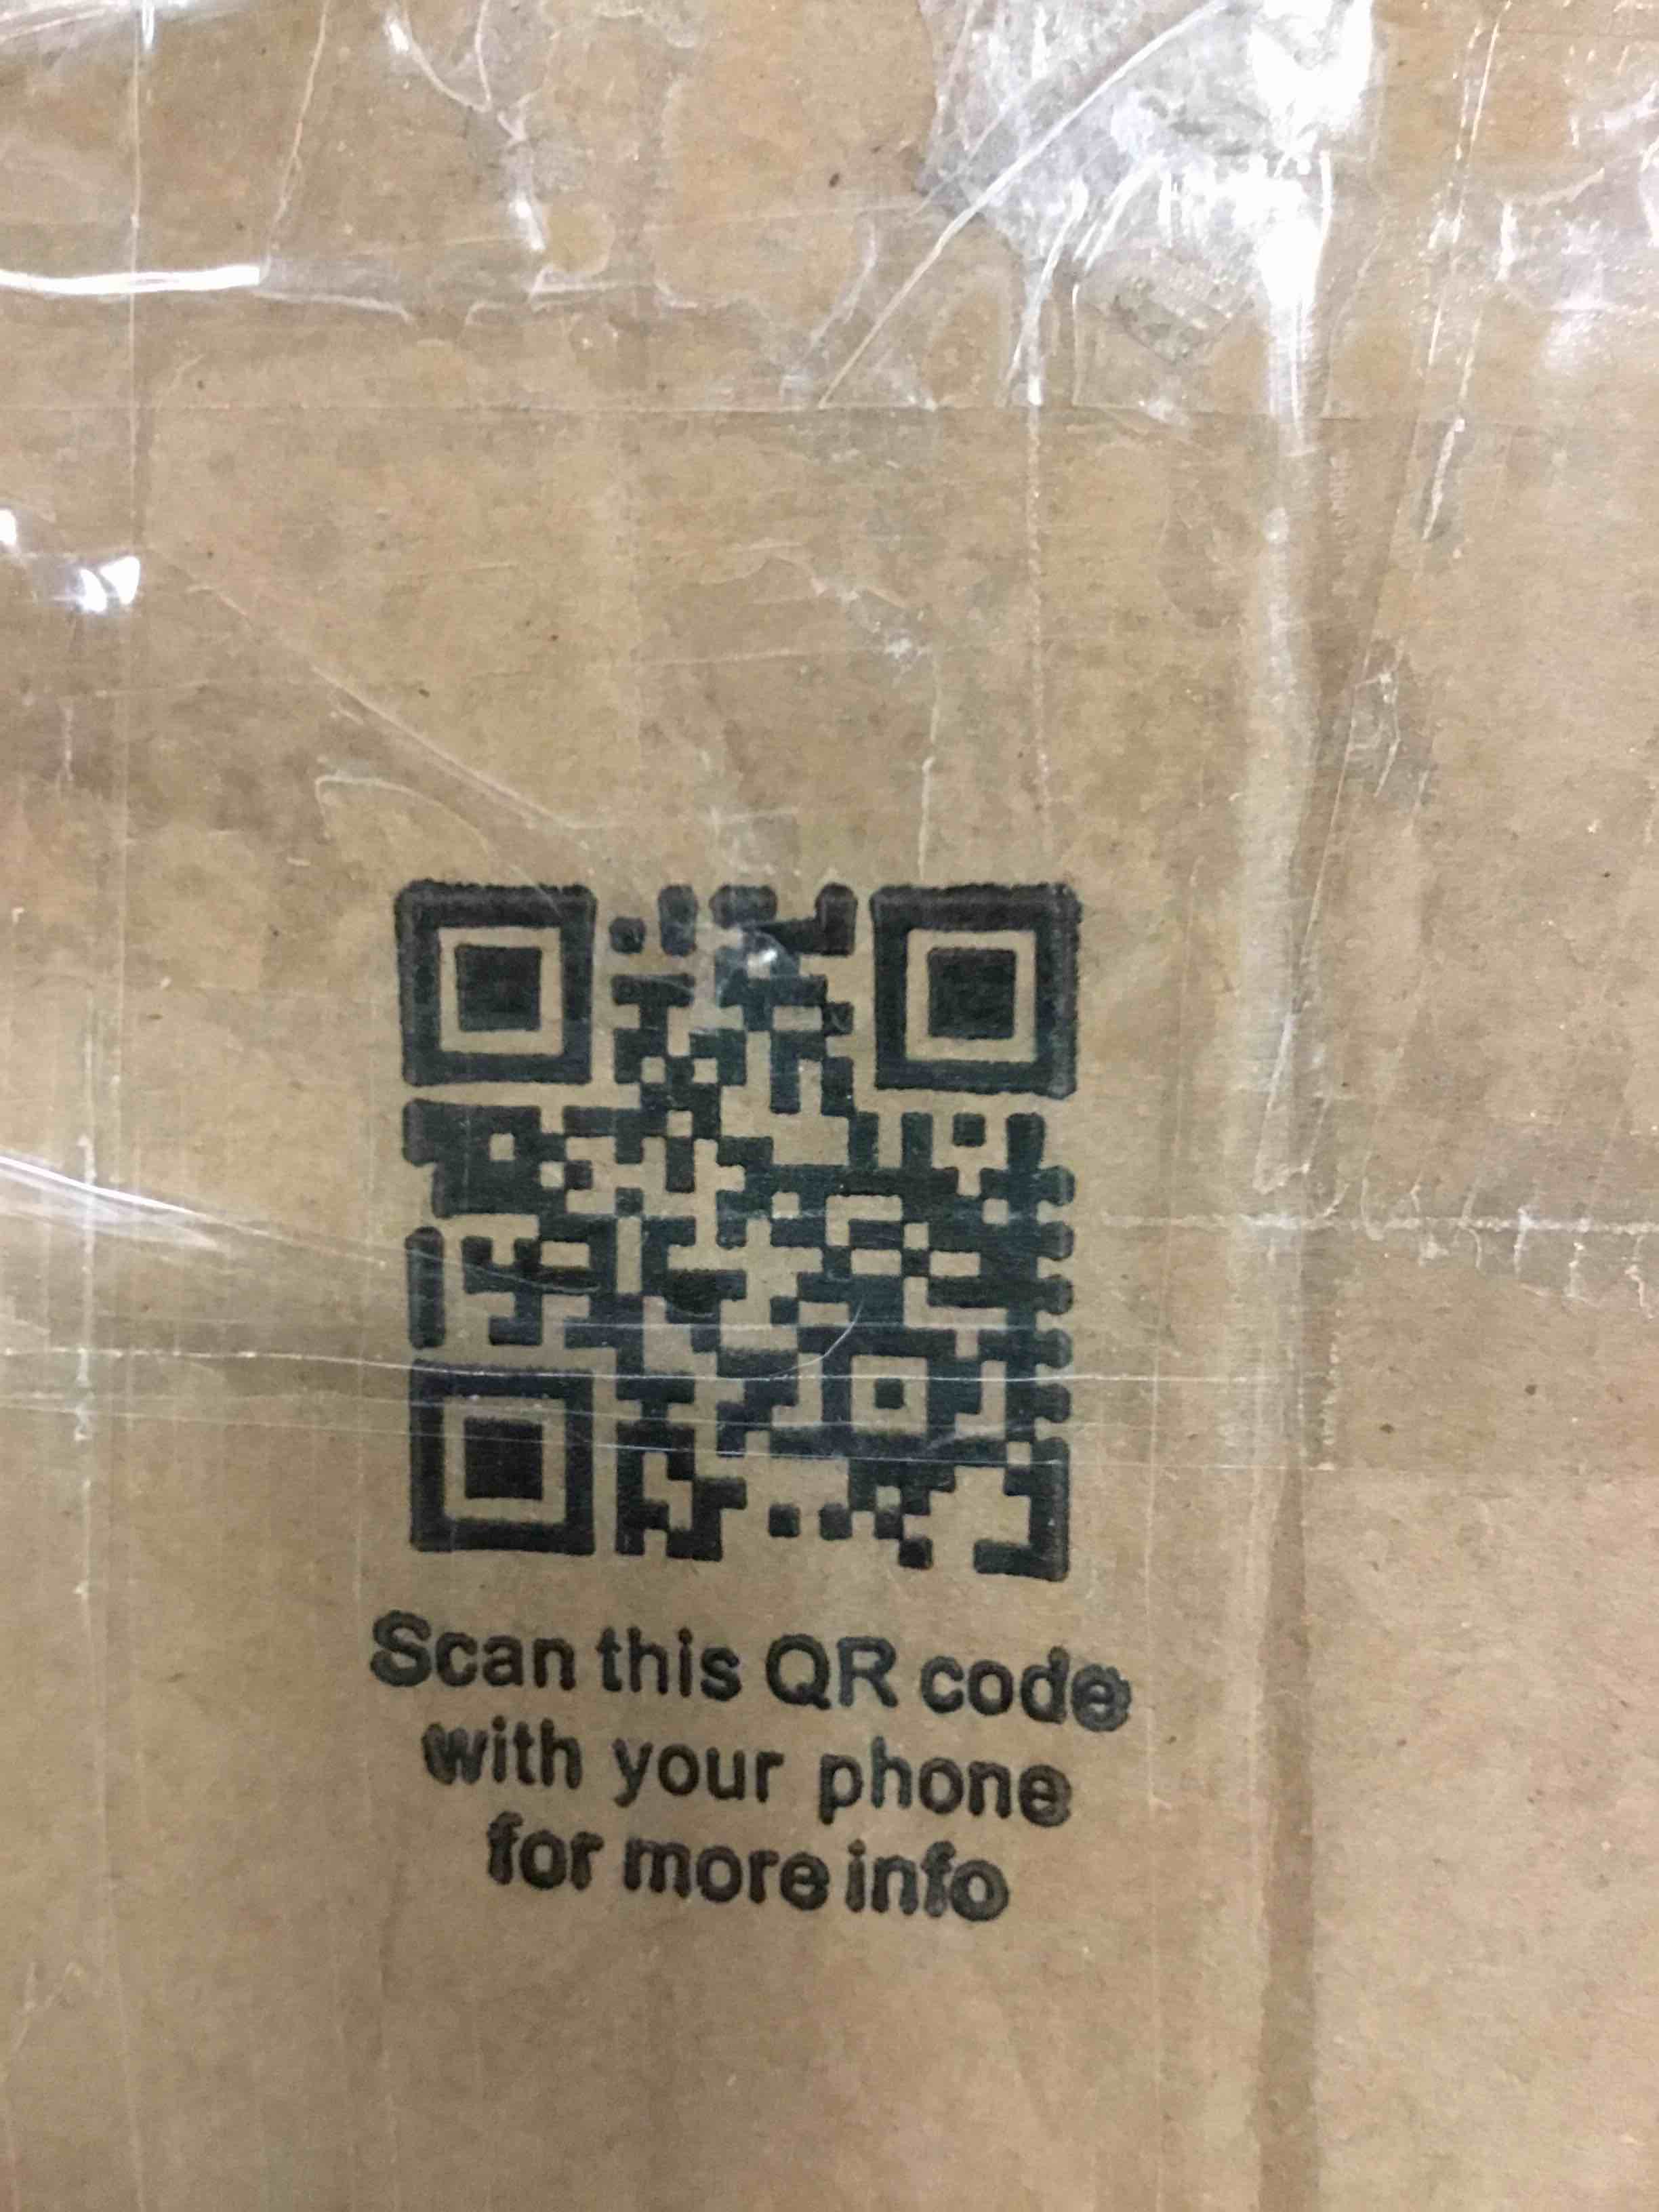 Scan this QR code
with your phone
for more info